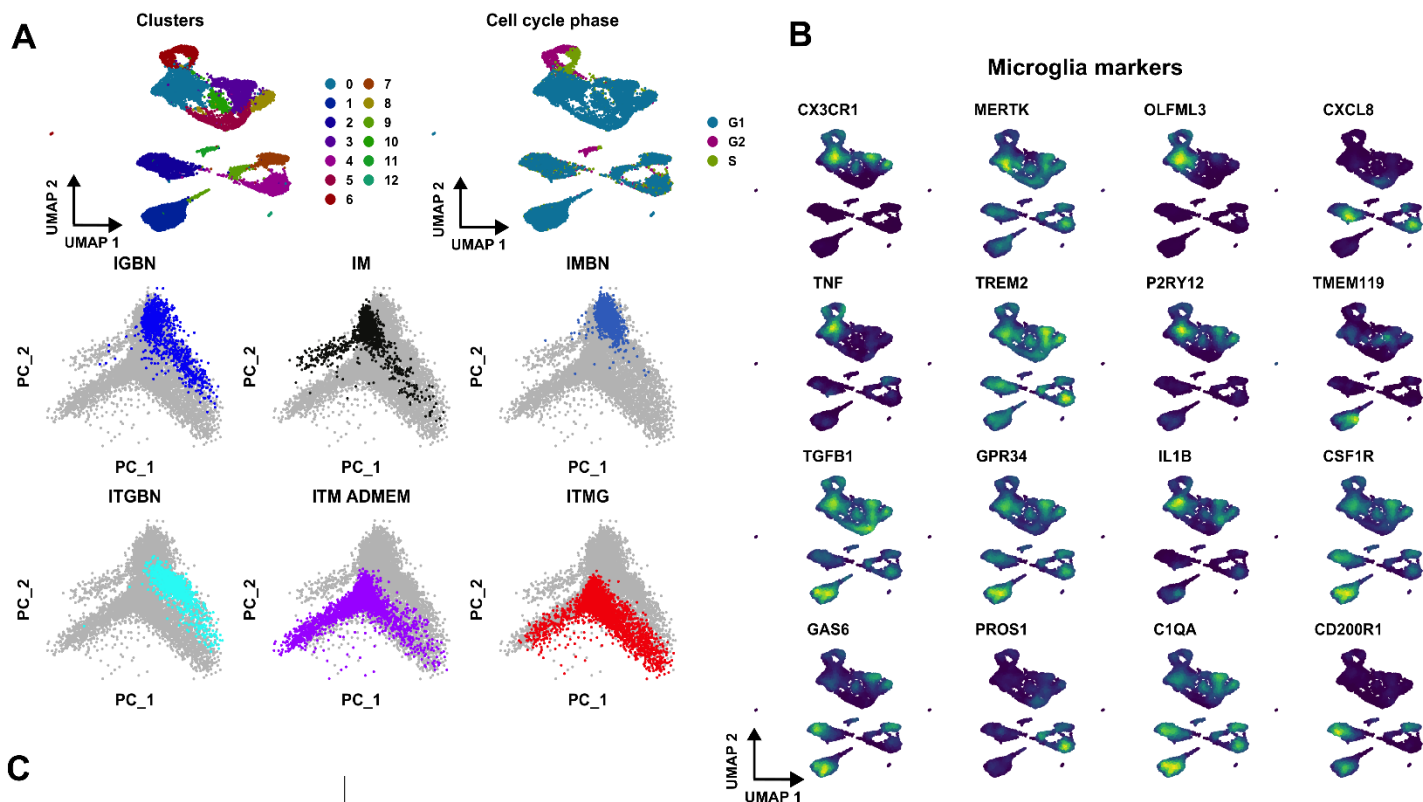 A
Clusters
Cell cycle phase
0
7
1
8
2
9
3
10
4
11
5
12
6
G1
G2
S
UMAP 2
UMAP 1
UMAP 2
UMAP 1
IGBN
IM
IMBN
PC_2
PC_2
PC_2
PC_1
PC_1
PC_1
ITGBN
ITM ADMEM
ITMG
PC_2
PC_2
PC_2
PC_1
PC_1
PC_1
C
B
Microglia markers
CX3CR1
MERTK
OLFML3
CXCL8
TNF
TREM2
P2RY12
TMEM119
TGFB1
GPR34
IL1B
CSF1R
GAS6
PROS1
C1QA
CD200R1
UMAP 2
UMAP 1